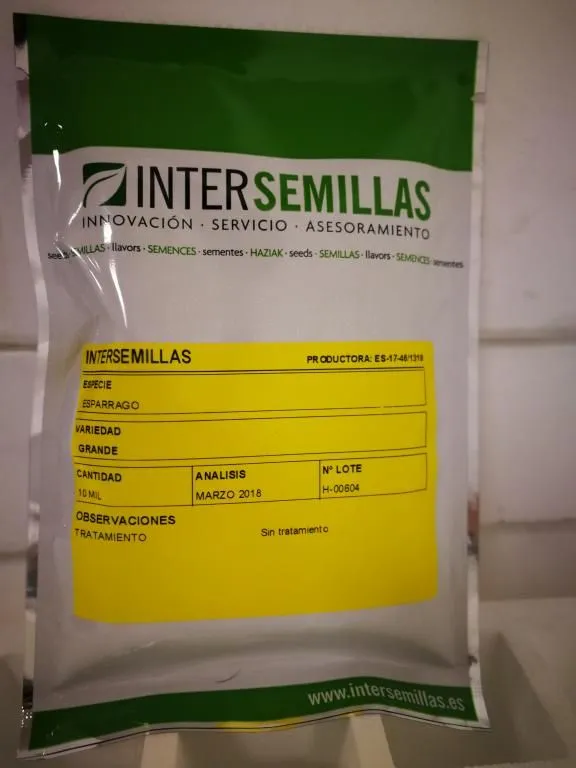 INTERSEMILLAS
INNOVACIÓN · SERVICIO · ASESORAMIENTO
seeds · SEMILLAS · llavors · SEMENCES · sementes · HAZIAK · seeds · SEMILLAS · llavors · SEMENCES · sementes
INTERSEMILLAS PRODUCTORA: ES-17-46/1319
ESPECIE
ESPARRAGO
VARIEDAD
GRANDE
CANTIDAD ANALISIS Nº LOTE
10 MIL MARZO 2018 H-00604
OBSERVACIONES
TRATAMIENTO Sin tratamiento
www.intersemillas.es